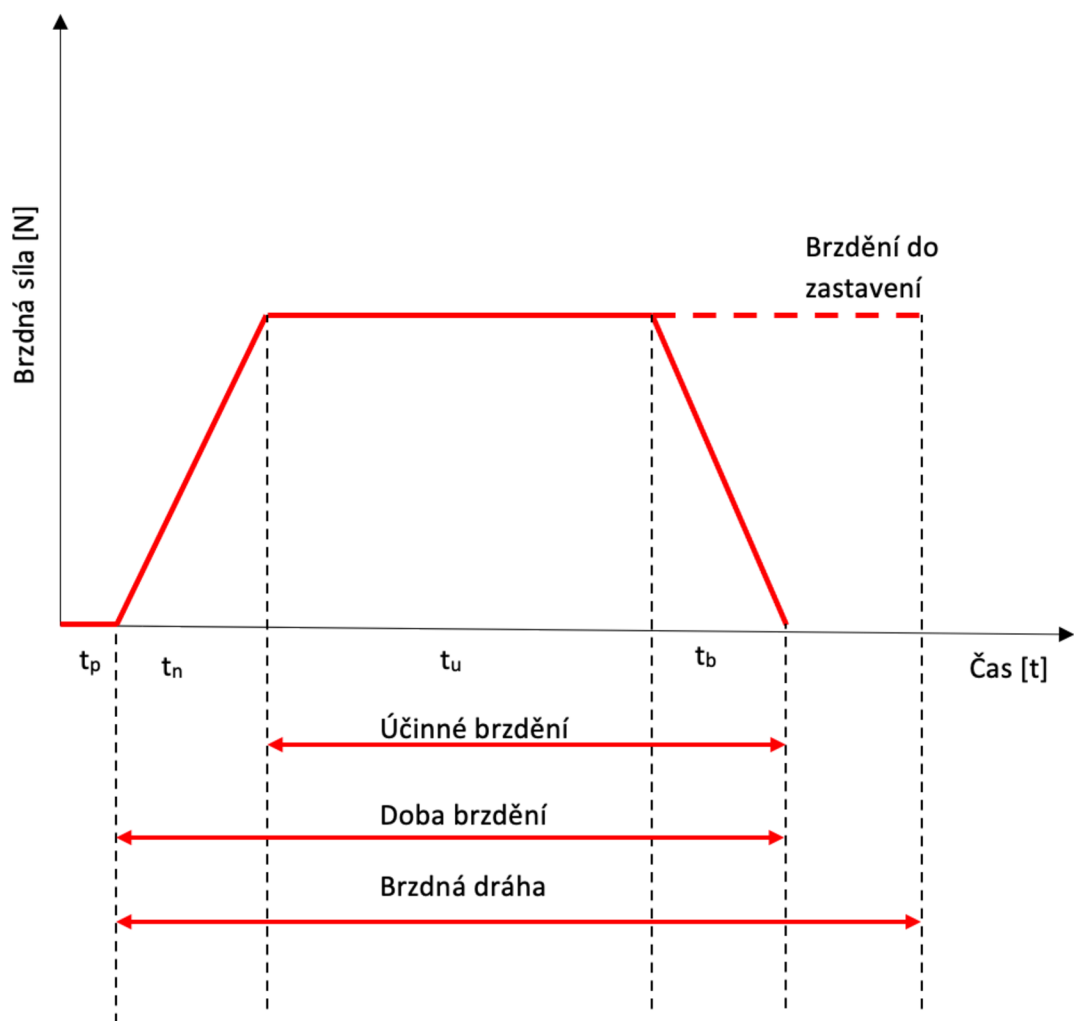 Brzdná síla [N]
Brzdění do
zastavení
tp
tn
tu
tb
Čas [t]
Účinné brzdění
Doba brzdění
Brzdná dráha